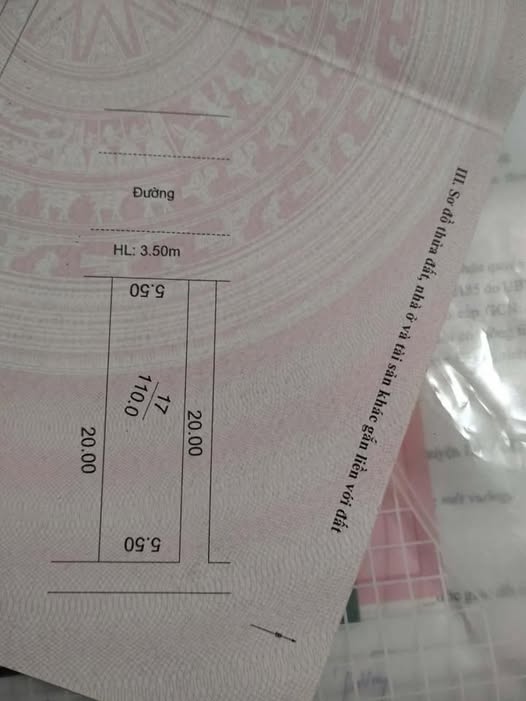 III. Sơ đồ thửa đất, nhà ở và tài sản khác gắn liền với đất
Đường
HL: 3.50m
5.50
17
110.0
20.00
20.00
5.50